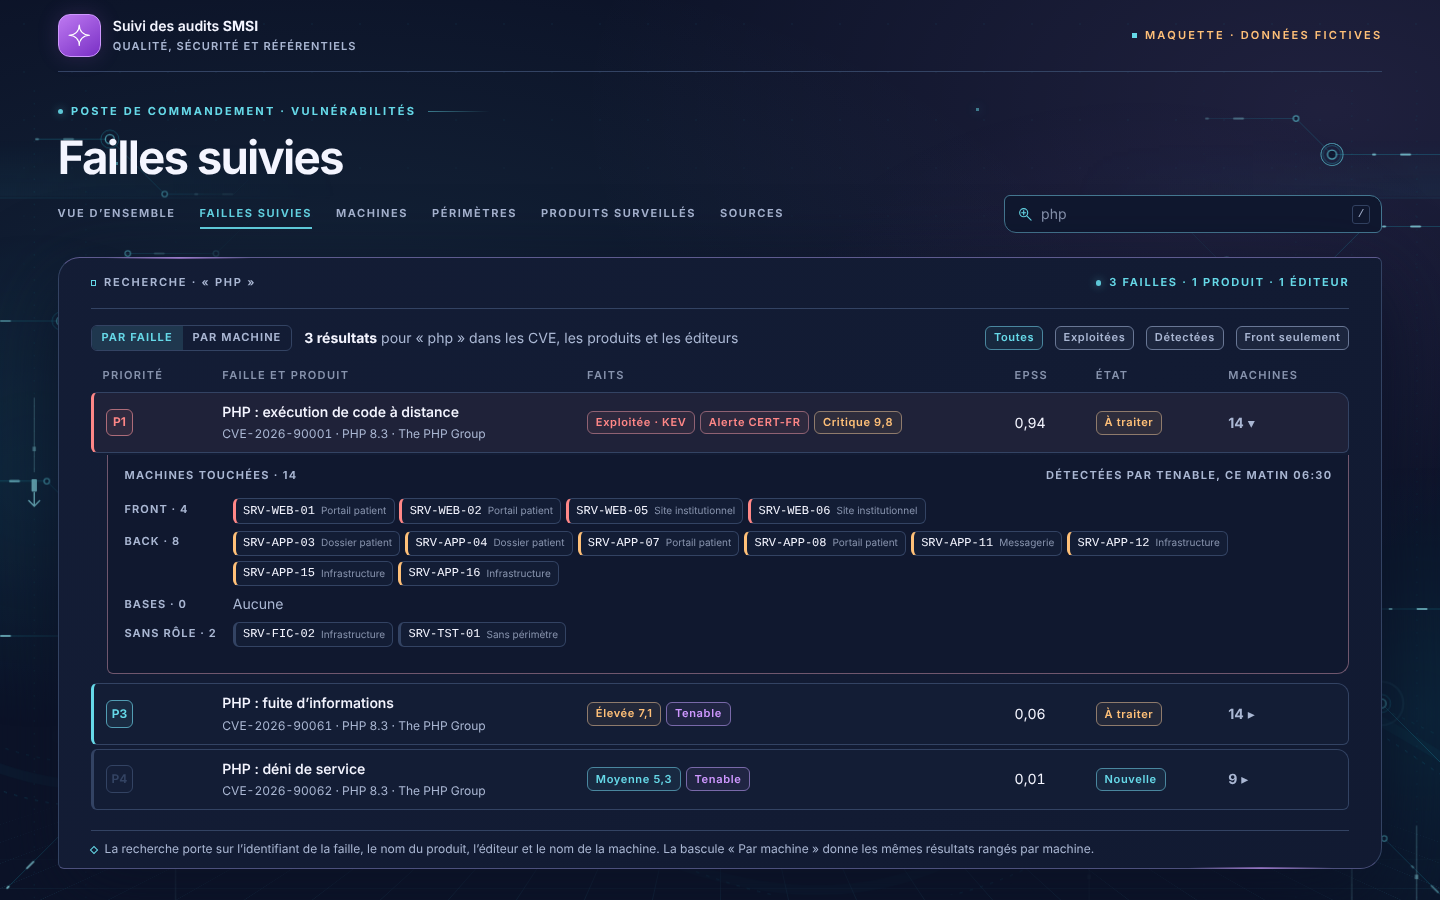 Suivi des audits SMSI
QUALITÉ, SÉCURITÉ ET RÉFÉRENTIELS
MAQUETTE · DONNÉES FICTIVES
POSTE DE COMMANDEMENT · VULNÉRABILITÉS
Failles suivies
VUE D’ENSEMBLE FAILLES SUIVIES MACHINES PÉRIMÈTRES PRODUITS SURVEILLÉS SOURCES
php /
RECHERCHE · « PHP »
3 FAILLES · 1 PRODUIT · 1 ÉDITEUR
PAR FAILLE PAR MACHINE 3 résultats pour « php » dans les CVE, les produits et les éditeurs Toutes Exploitées Détectées Front seulement
PRIORITÉ FAILLE ET PRODUIT FAITS EPSS ÉTAT MACHINES
P1 PHP : exécution de code à distance Exploitée · KEV Alerte CERT-FR Critique 9,8 0,94 À traiter 14 ▾
CVE-2026-90001 · PHP 8.3 · The PHP Group
MACHINES TOUCHÉES · 14 DÉTECTÉES PAR TENABLE, CE MATIN 06:30
FRONT · 4 SRV-WEB-01 Portail patient SRV-WEB-02 Portail patient SRV-WEB-05 Site institutionnel SRV-WEB-06 Site institutionnel
BACK · 8 SRV-APP-03 Dossier patient SRV-APP-04 Dossier patient SRV-APP-07 Portail patient SRV-APP-08 Portail patient SRV-APP-11 Messagerie SRV-APP-12 Infrastructure
SRV-APP-15 Infrastructure SRV-APP-16 Infrastructure
BASES · 0 Aucune
SANS RÔLE · 2 SRV-FIC-02 Infrastructure SRV-TST-01 Sans périmètre
P3 PHP : fuite d’informations Élevée 7,1 Tenable 0,06 À traiter 14 ▸
CVE-2026-90061 · PHP 8.3 · The PHP Group
P4 PHP : déni de service Moyenne 5,3 Tenable 0,01 Nouvelle 9 ▸
CVE-2026-90062 · PHP 8.3 · The PHP Group
La recherche porte sur l’identifiant de la faille, le nom du produit, l’éditeur et le nom de la machine. La bascule « Par machine » donne les mêmes résultats rangés par machine.